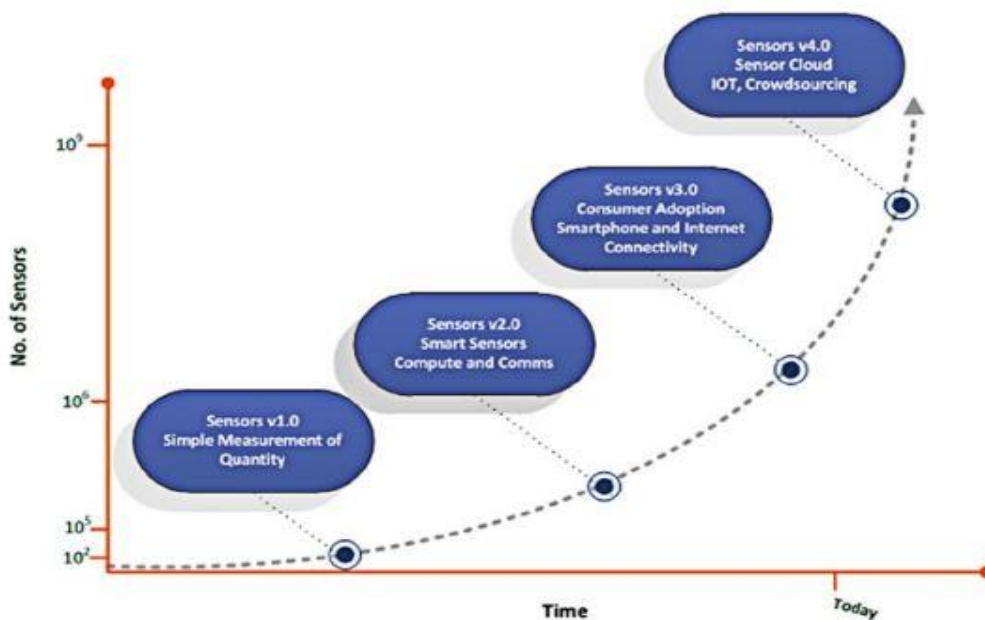 Sensors v4.0
Sensor Cloud
IOT, Crowdsourcing
10⁹
Sensors v3.0
Consumer Adoption
Smartphone and Internet
Connectivity
No. of Sensors
Sensors v2.0
Smart Sensors
Compute and Comms
10⁶
Sensors v1.0
Simple Measurement of
Quantity
10⁵
10²
Time
Today